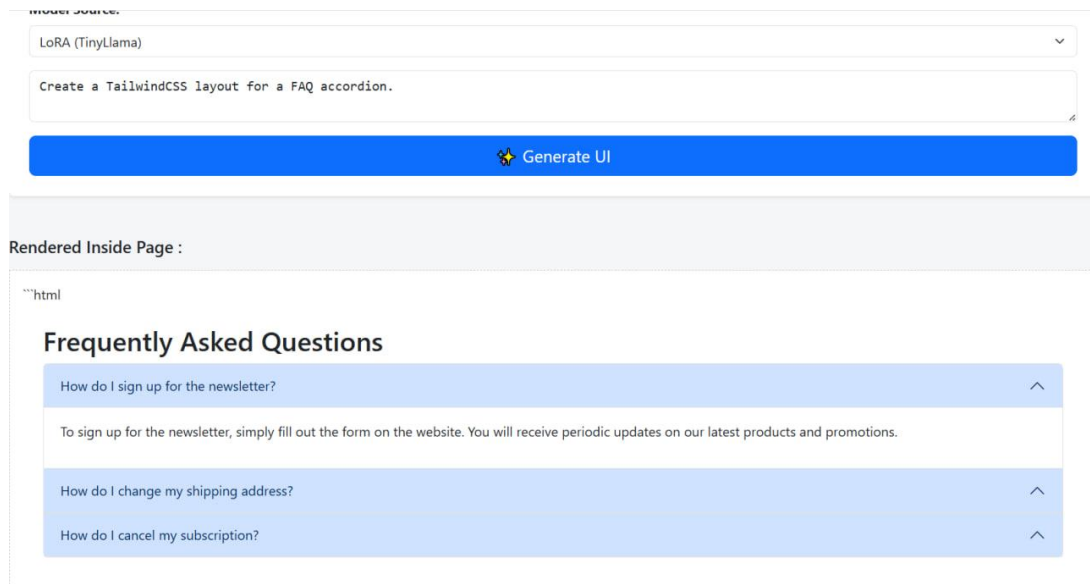 Model Source:
LoRA (TinyLlama)
Create a TailwindCSS layout for a FAQ accordion.
✨ Generate UI
Rendered Inside Page :
```html
Frequently Asked Questions
How do I sign up for the newsletter?
To sign up for the newsletter, simply fill out the form on the website. You will receive periodic updates on our latest products and promotions.
How do I change my shipping address?
How do I cancel my subscription?